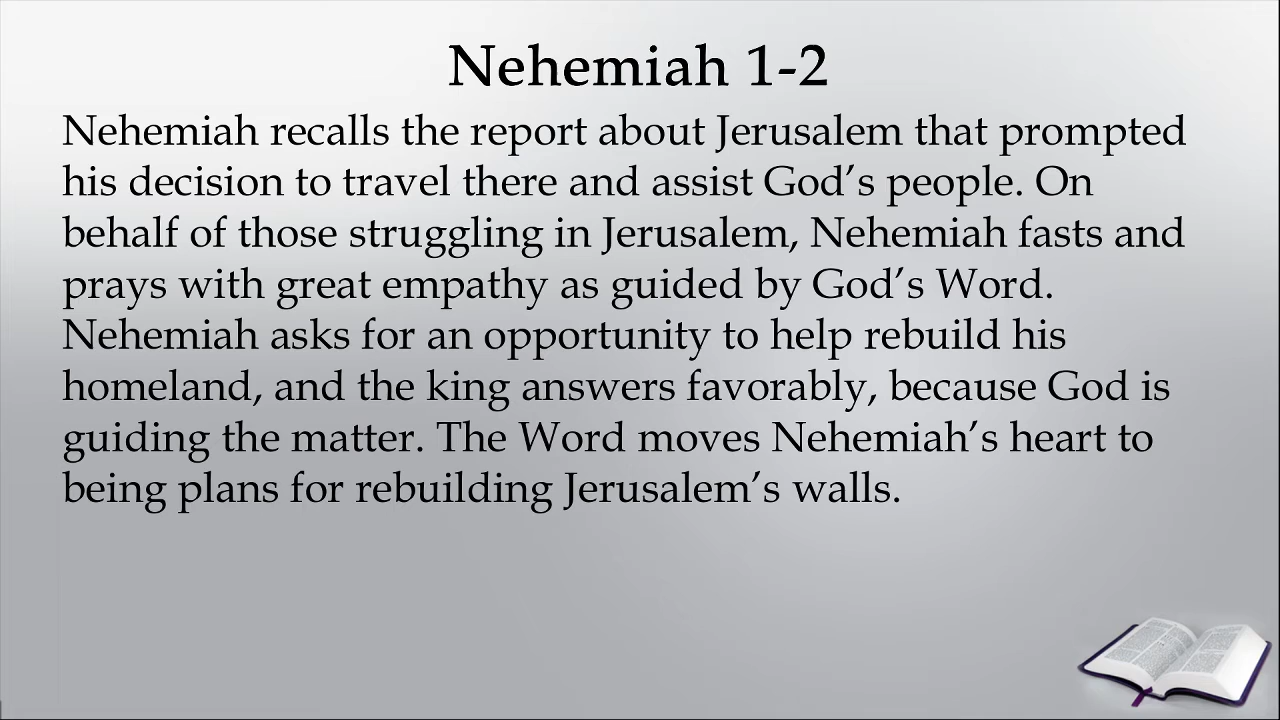 Nehemiah 1-2
Nehemiah recalls the report about Jerusalem that prompted
his decision to travel there and assist God’s people. On
behalf of those struggling in Jerusalem, Nehemiah fasts and
prays with great empathy as guided by God’s Word.
Nehemiah asks for an opportunity to help rebuild his
homeland, and the king answers favorably, because God is
guiding the matter. The Word moves Nehemiah’s heart to
being plans for rebuilding Jerusalem’s walls.